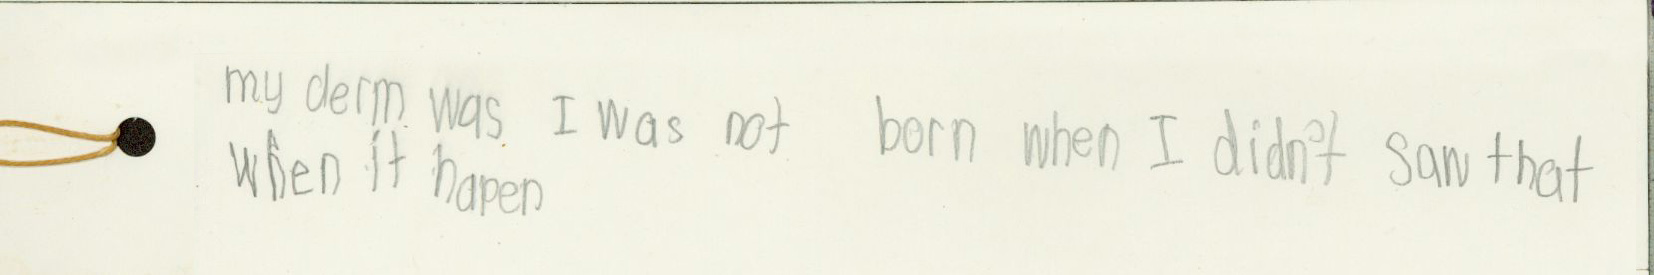 my derm was I was not born when I didn't saw that
when it hapen